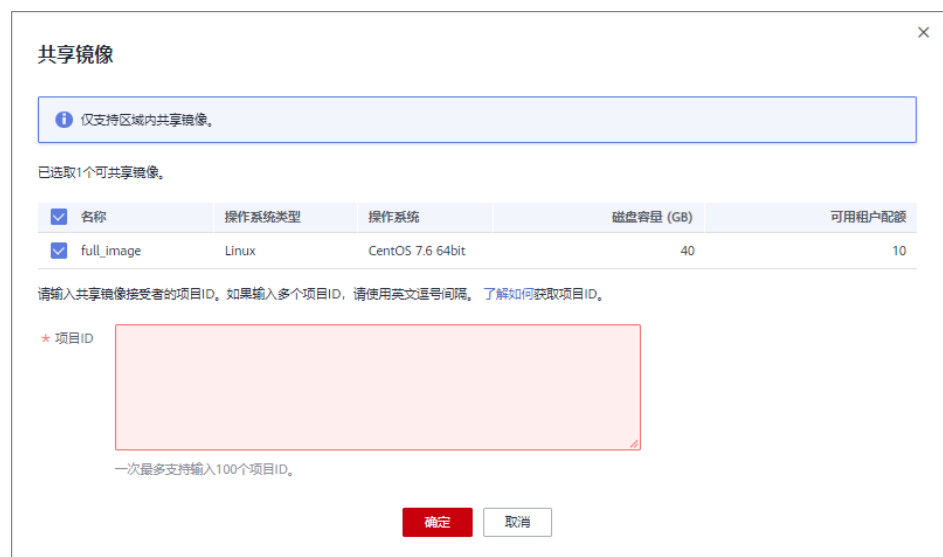 共享镜像
仅支持区域内共享镜像。
已选取1个可共享镜像。
名称 操作系统类型 操作系统 磁盘容量 (GB) 可用租户配额
full_image Linux CentOS 7.6 64bit 40 10
请输入共享镜像接受者的项目ID。如果输入多个项目ID，请使用英文逗号间隔。 了解如何获取项目ID。
* 项目ID
一次最多支持输入100个项目ID。
确定 取消